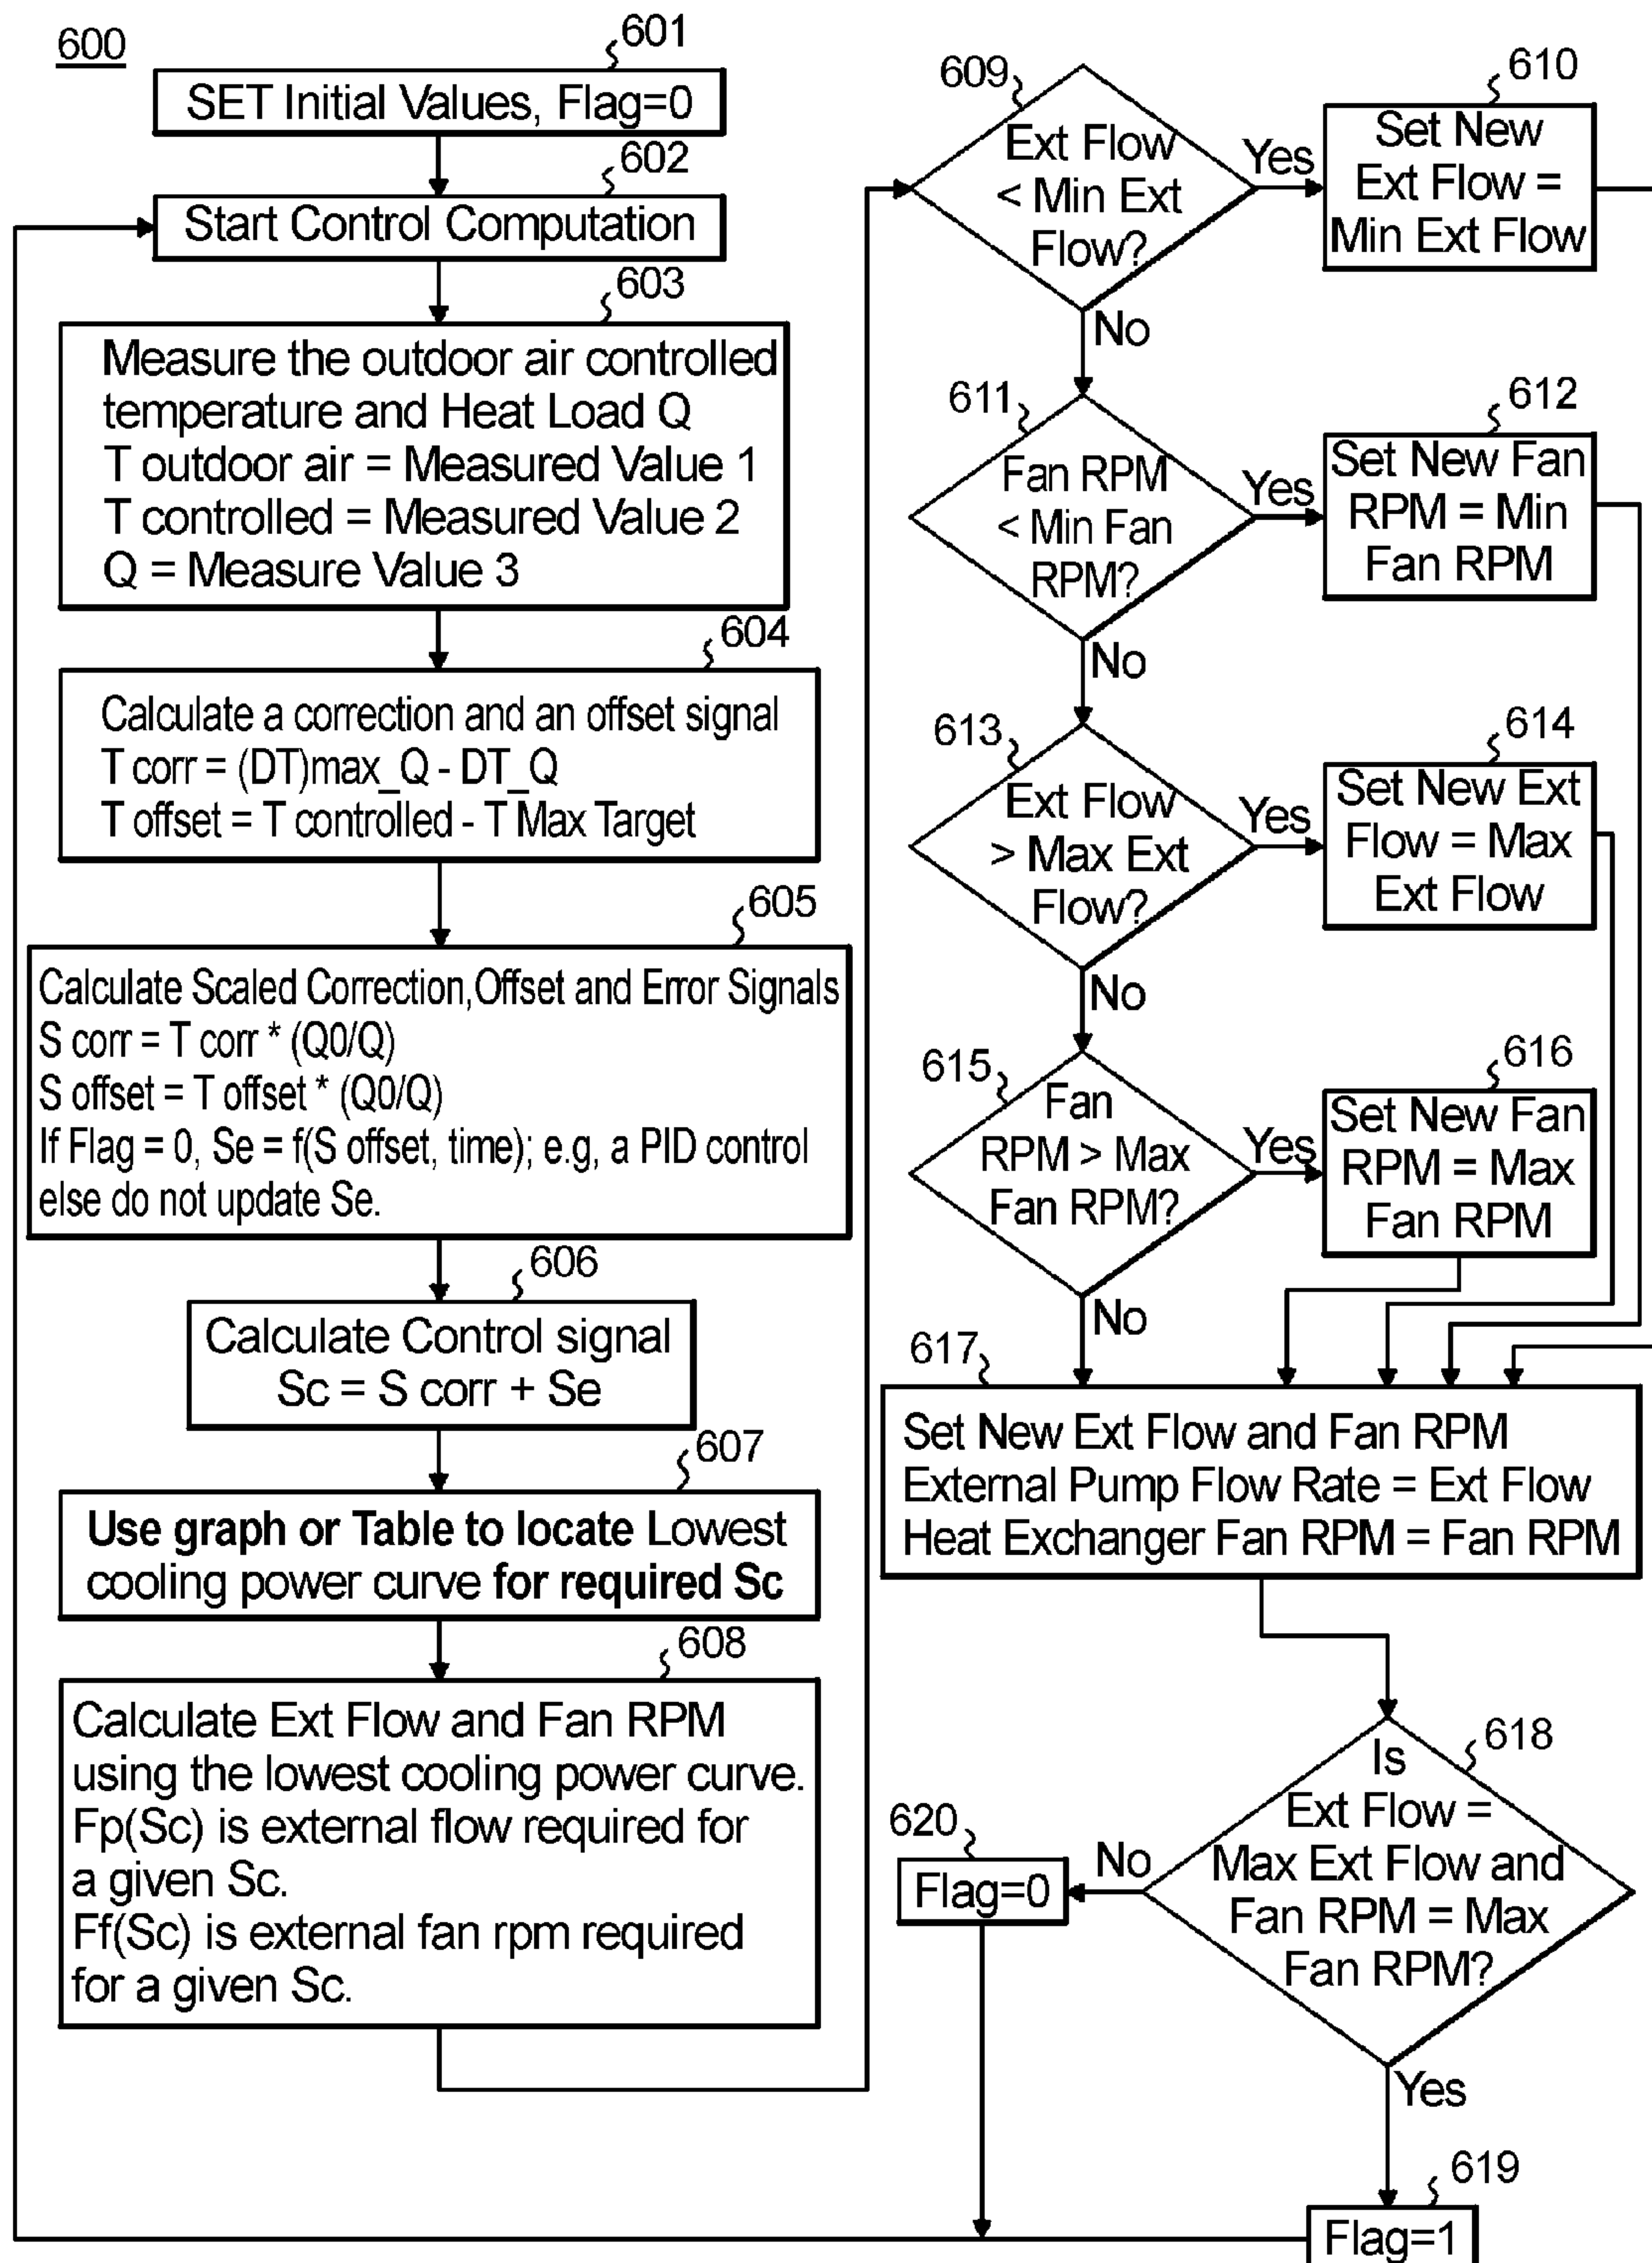 600
601
SET Initial Values, Flag=0
602
Start Control Computation
603
Measure the outdoor air controlled
temperature and Heat Load Q
T outdoor air = Measured Value 1
T controlled = Measured Value 2
Q = Measure Value 3
604
Calculate a correction and an offset signal
T corr = (DT)max_Q - DT_Q
T offset = T controlled - T Max Target
605
Calculate Scaled Correction, Offset and Error Signals
S corr = T corr * (Q0/Q)
S offset = T offset * (Q0/Q)
If Flag = 0, Se = f(S offset, time); e.g, a PID control
else do not update Se.
606
Calculate Control signal
Sc = S corr + Se
607
Use graph or Table to locate Lowest
cooling power curve for required Sc
608
Calculate Ext Flow and Fan RPM
using the lowest cooling power curve.
Fp(Sc) is external flow required for
a given Sc.
Ff(Sc) is external fan rpm required
for a given Sc.
609
Ext Flow
< Min Ext
Flow?
Yes
No
610
Set New
Ext Flow =
Min Ext Flow
611
Fan RPM
< Min Fan
RPM?
Yes
No
612
Set New Fan
RPM = Min
Fan RPM
613
Ext Flow
> Max Ext
Flow?
Yes
No
614
Set New Ext
Flow = Max
Ext Flow
615
Fan
RPM > Max
Fan RPM?
Yes
No
616
Set New Fan
RPM = Max
Fan RPM
617
Set New Ext Flow and Fan RPM
External Pump Flow Rate = Ext Flow
Heat Exchanger Fan RPM = Fan RPM
618
Is
Ext Flow =
Max Ext Flow and
Fan RPM = Max
Fan RPM?
No
Yes
620
Flag=0
619
Flag=1